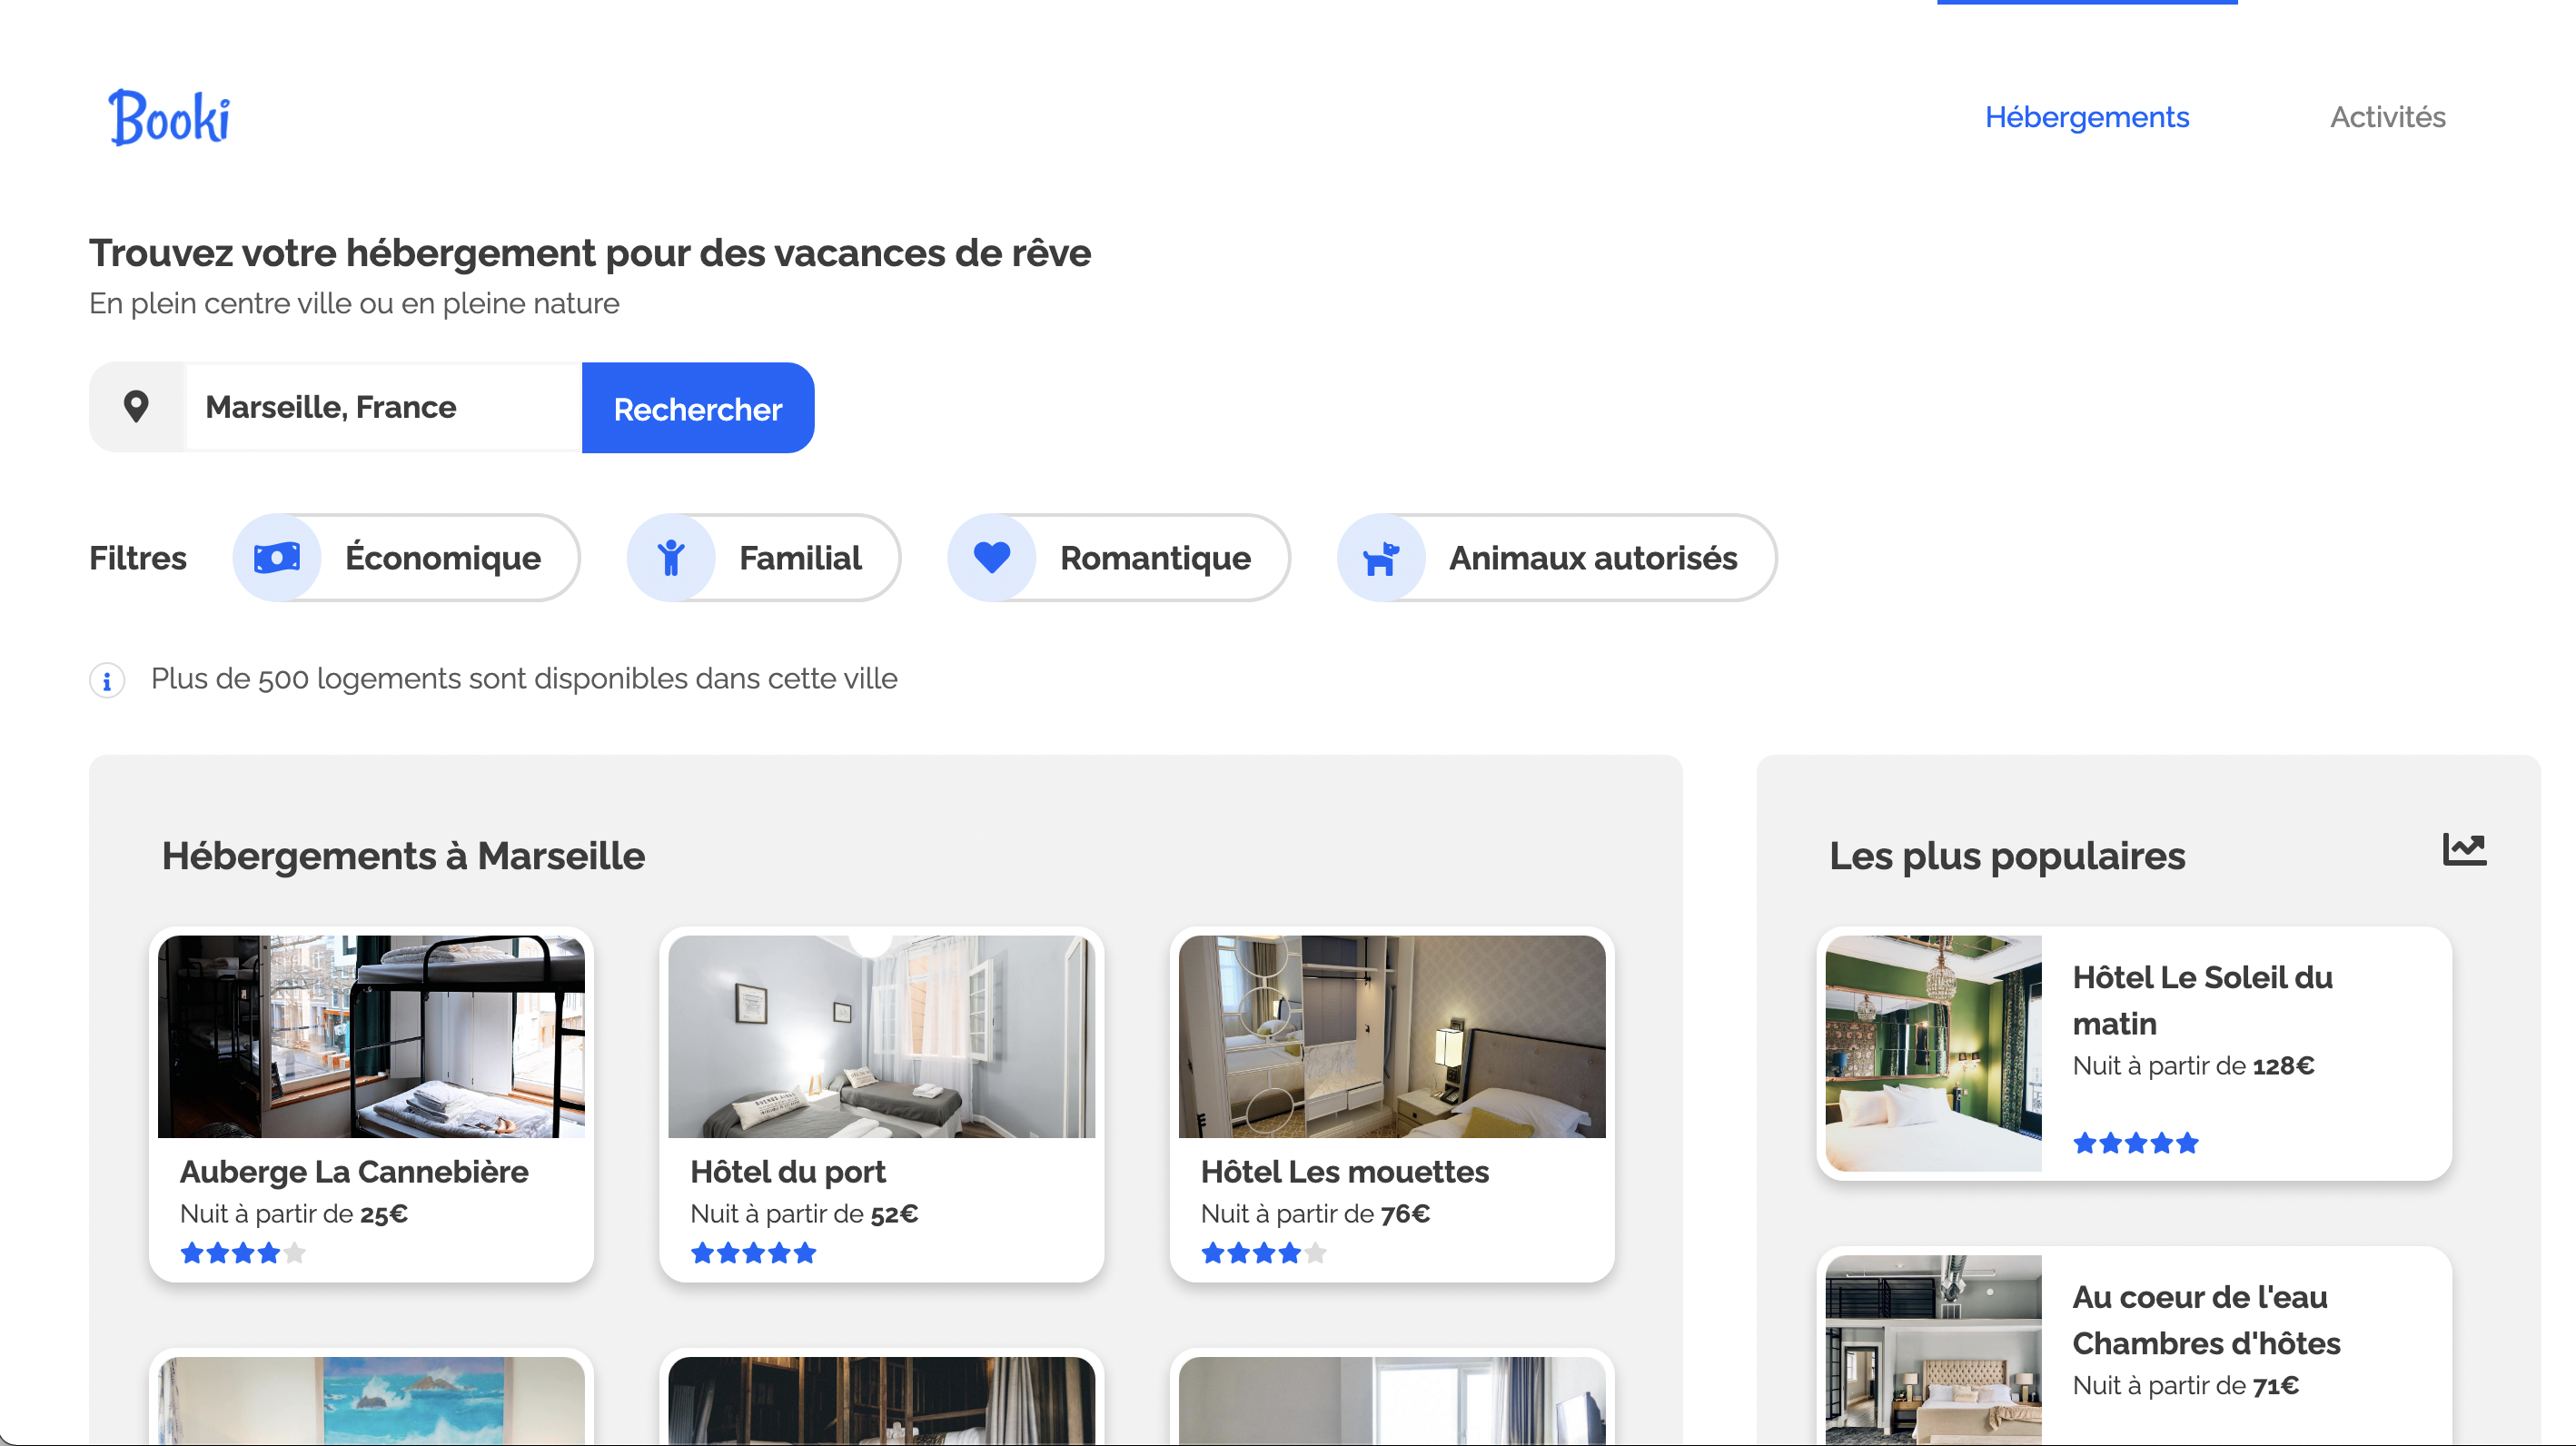 Booki
Hébergements
Activités
Trouvez votre hébergement pour des vacances de rêve
En plein centre ville ou en pleine nature
Marseille, France
Rechercher
Filtres
Économique
Familial
Romantique
Animaux autorisés
Plus de 500 logements sont disponibles dans cette ville
Hébergements à Marseille
Auberge La Cannebière
Nuit à partir de 25€
Hôtel du port
Nuit à partir de 52€
Hôtel Les mouettes
Nuit à partir de 76€
Les plus populaires
Hôtel Le Soleil du
matin
Nuit à partir de 128€
Au coeur de l'eau
Chambres d'hôtes
Nuit à partir de 71€